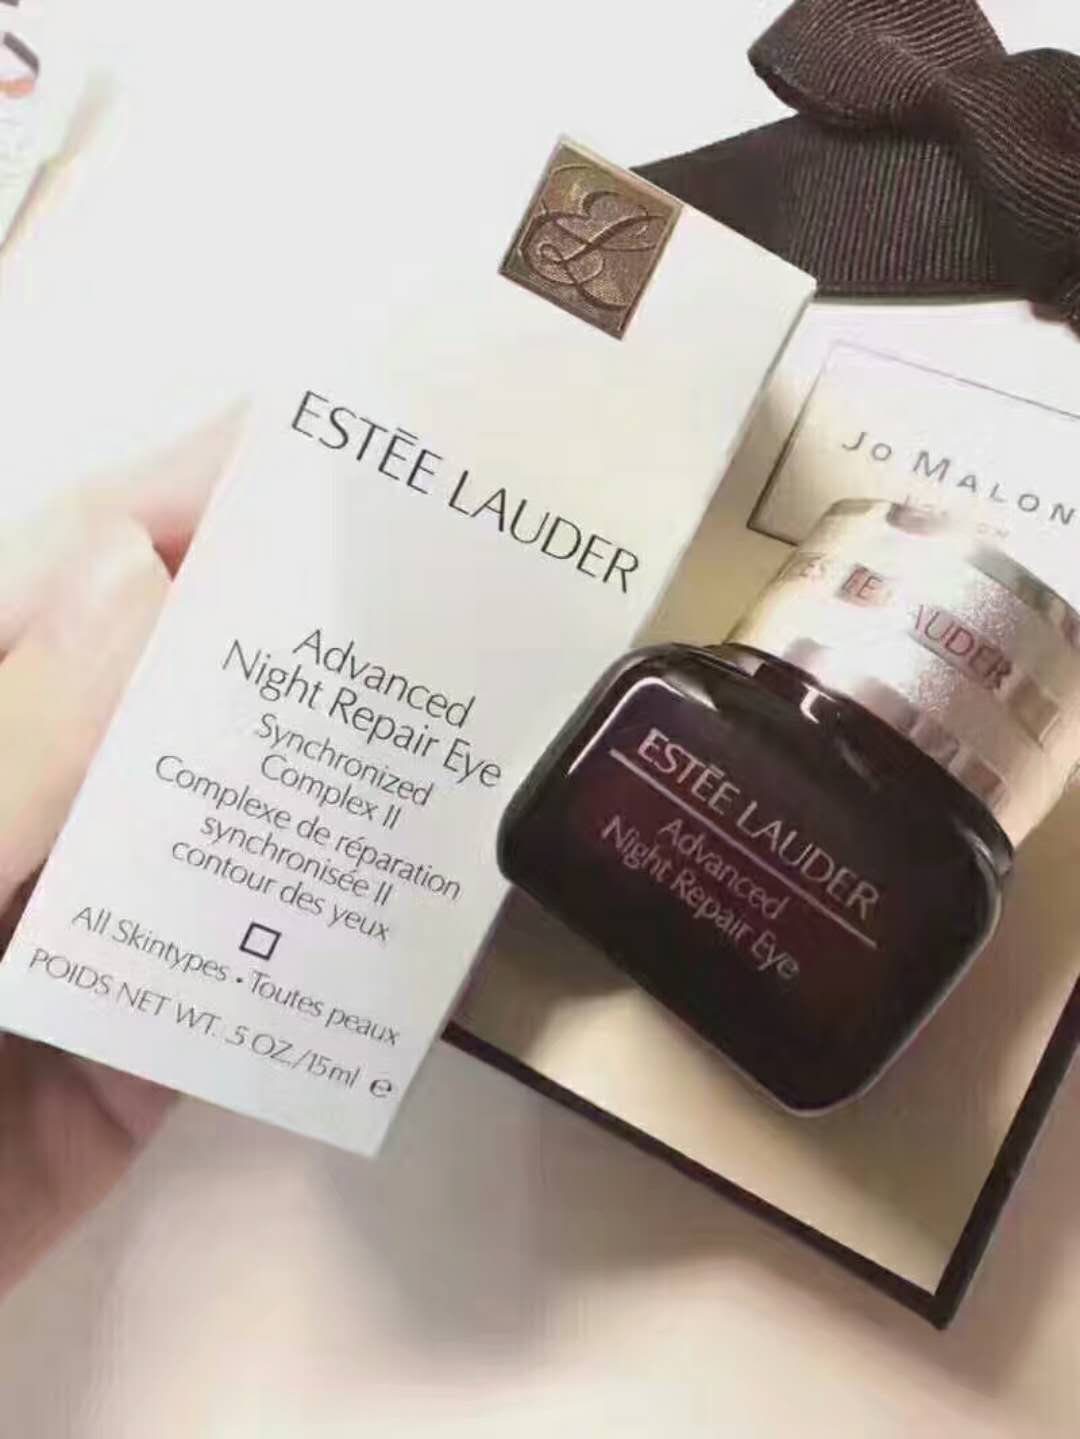 ESTĒE LAUDER
Advanced
Night Repair Eye
Synchronized
Complex II
Complexe de réparation
synchronisée II
contour des yeux
All Skintypes • Toutes peaux
POIDS NET WT. .5 OZ./15ml e
JO MALON
LAUDER
ESTĒE LAUDER
Advanced
Night Repair Eye